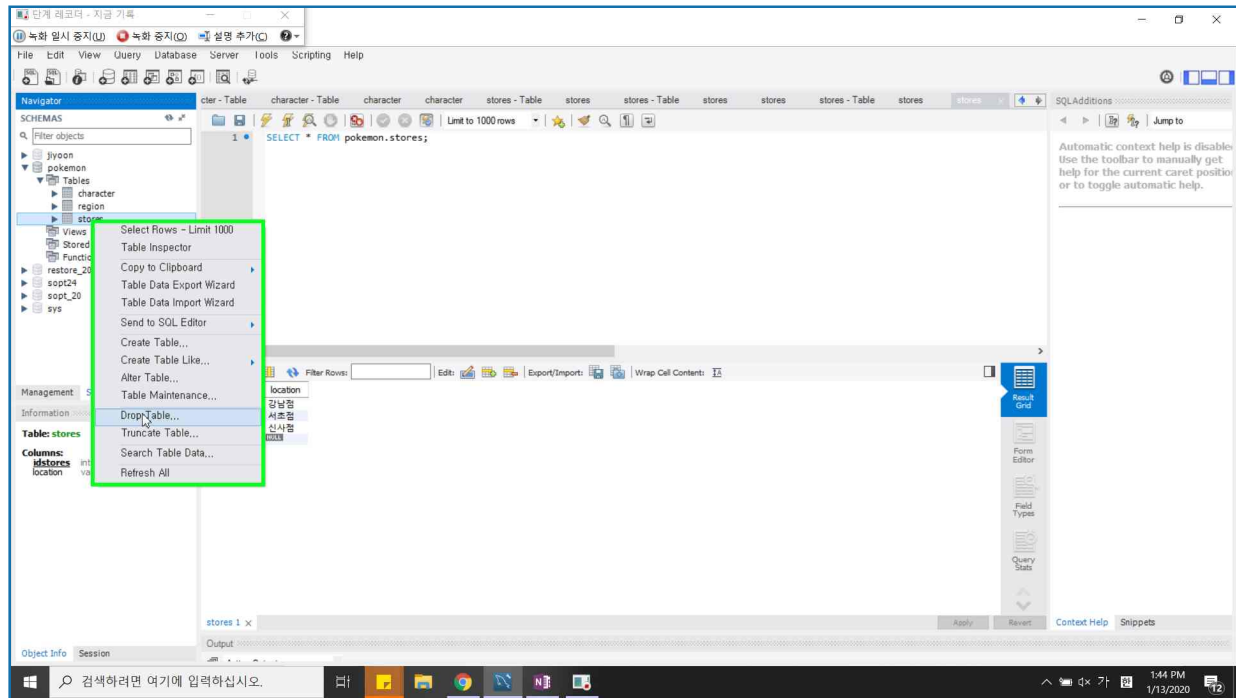 단계 레코더 - 지금 기록
녹화 일시 중지(U) 녹화 중지(O) 설명 추가(C)
File Edit View Query Database Server Tools Scripting Help
Navigator
SCHEMAS
Filter objects
jiyoon
pokemon
Tables
character
region
stores
Views
Stored
Functio
restore_20
sopt24
sopt_20
sys
Select Rows - Limit 1000
Table Inspector
Copy to Clipboard
Table Data Export Wizard
Table Data Import Wizard
Send to SQL Editor
Create Table...
Create Table Like...
Alter Table...
Table Maintenance...
Drop Table...
Truncate Table...
Search Table Data...
Refresh All
Management S
Information
Table: stores
Columns:
idstores int
location va
Object Info Session
cter - Table character - Table character character stores - Table stores stores - Table stores stores stores - Table stores stores
Limit to 1000 rows
1 SELECT * FROM pokemon.stores;
Filter Rows: Edit: Export/Import: Wrap Cell Content:
location
강남점
서초점
신사점
NULL
Result Grid
Form Editor
Field Types
Query Stats
stores 1
Apply Revert
Output
SQLAdditions
Jump to
Automatic context help is disable
Use the toolbar to manually get
help for the current caret positio
or to toggle automatic help.
Context Help Snippets
검색하려면 여기에 입력하십시오.
가 한
1:44 PM
1/13/2020
12